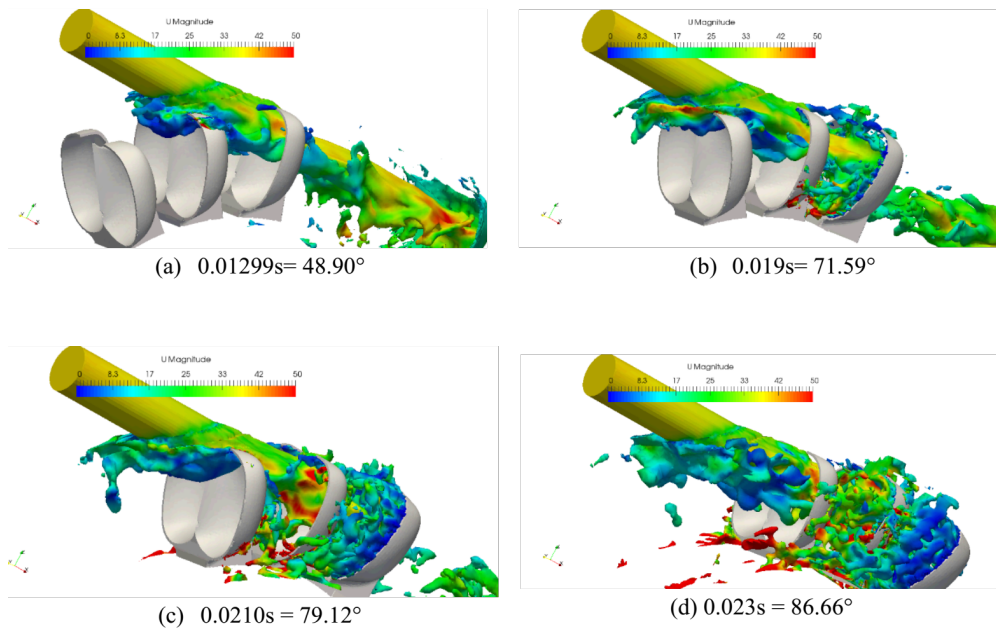 U Magnitude
0 8.3 17 25 33 42 50
(a) 0.01299s= 48.90°
U Magnitude
0 8.3 17 25 33 42 50
(b) 0.019s= 71.59°
U Magnitude
0 8.3 17 25 33 42 50
(c) 0.0210s = 79.12°
U Magnitude
0 8.3 17 25 33 42 50
(d) 0.023s = 86.66°